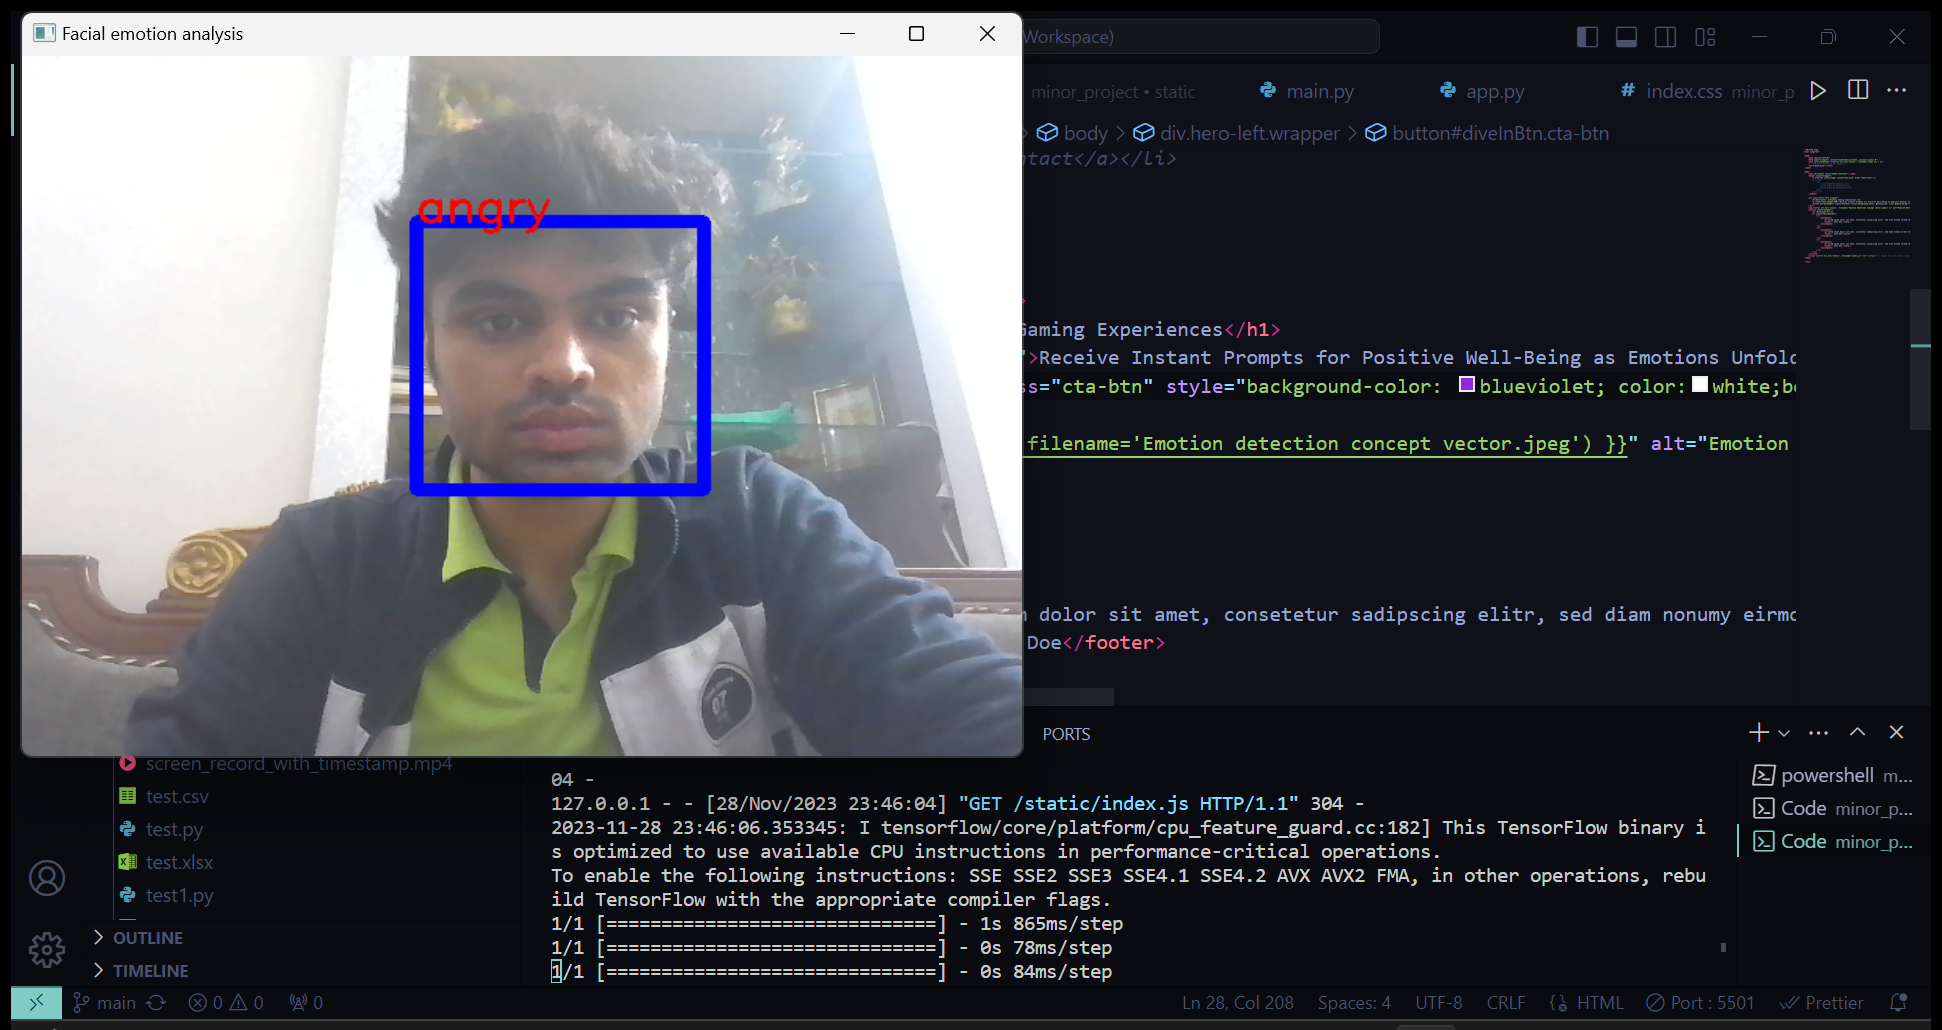 Facial emotion analysis
Workspace)
minor_project • static
main.py
app.py
# index.css minor_p
body > div.hero-left.wrapper > button#diveInBtn.cta-btn
ntact</a></li>
angry
Gaming Experiences</h1>
">Receive Instant Prompts for Positive Well-Being as Emotions Unfold
ss="cta-btn" style="background-color: blueviolet; color: white;bo
filename='Emotion detection concept vector.jpeg') }}" alt="Emotion
07
m dolor sit amet, consetetur sadipscing elitr, sed diam nonumy eirmo
Doe</footer>
PORTS
screen_record_with_timestamp.mp4
test.csv
test.py
test.xlsx
test1.py
OUTLINE
TIMELINE
04 -
127.0.0.1 - - [28/Nov/2023 23:46:04] "GET /static/index.js HTTP/1.1" 304 -
2023-11-28 23:46:06.353345: I tensorflow/core/platform/cpu_feature_guard.cc:182] This TensorFlow binary i
s optimized to use available CPU instructions in performance-critical operations.
To enable the following instructions: SSE SSE2 SSE3 SSE4.1 SSE4.2 AVX AVX2 FMA, in other operations, rebu
ild TensorFlow with the appropriate compiler flags.
1/1 [==============================] - 1s 865ms/step
1/1 [==============================] - 0s 78ms/step
1/1 [==============================] - 0s 84ms/step
powershell m...
Code minor_p...
Code minor_p...
main
0 0
0
Ln 28, Col 208
Spaces: 4
UTF-8
CRLF
HTML
Port : 5501
Prettier